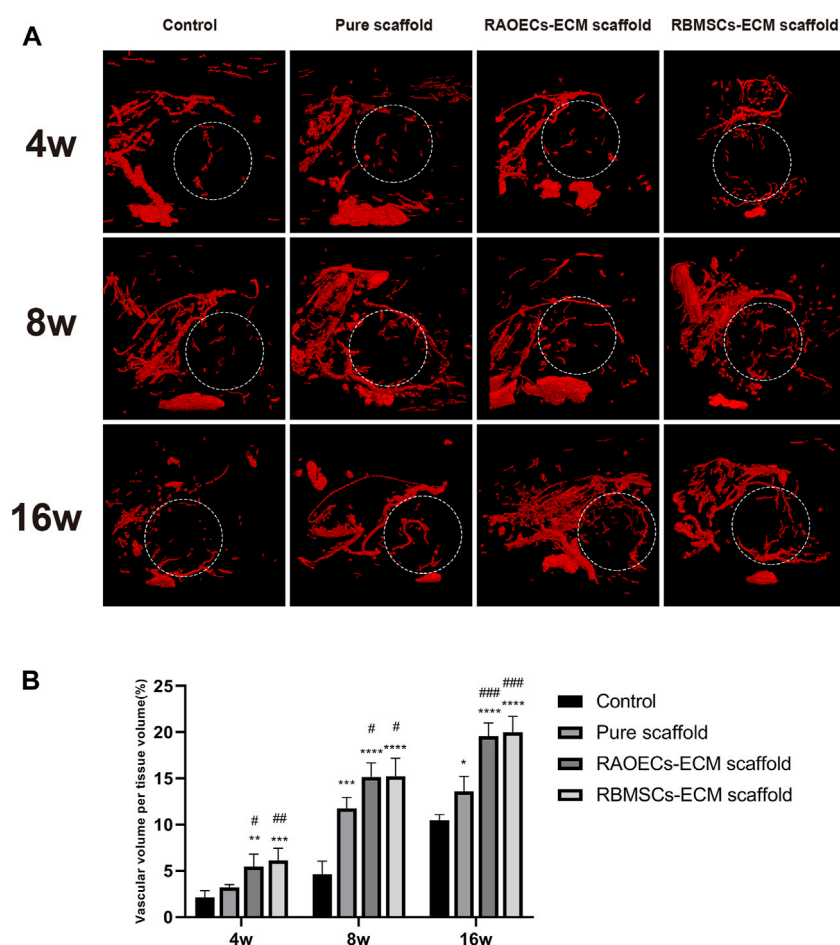 A
Control Pure scaffold RAOECs-ECM scaffold RBMSCs-ECM scaffold
4w
8w
16w
B
Vascular volume per tissue volume(%)
25
20
15
10
5
0
# ##
** ***
# #
*** **** ****
### ###
* **** ****
4w 8w 16w
Control
Pure scaffold
RAOECs-ECM scaffold
RBMSCs-ECM scaffold